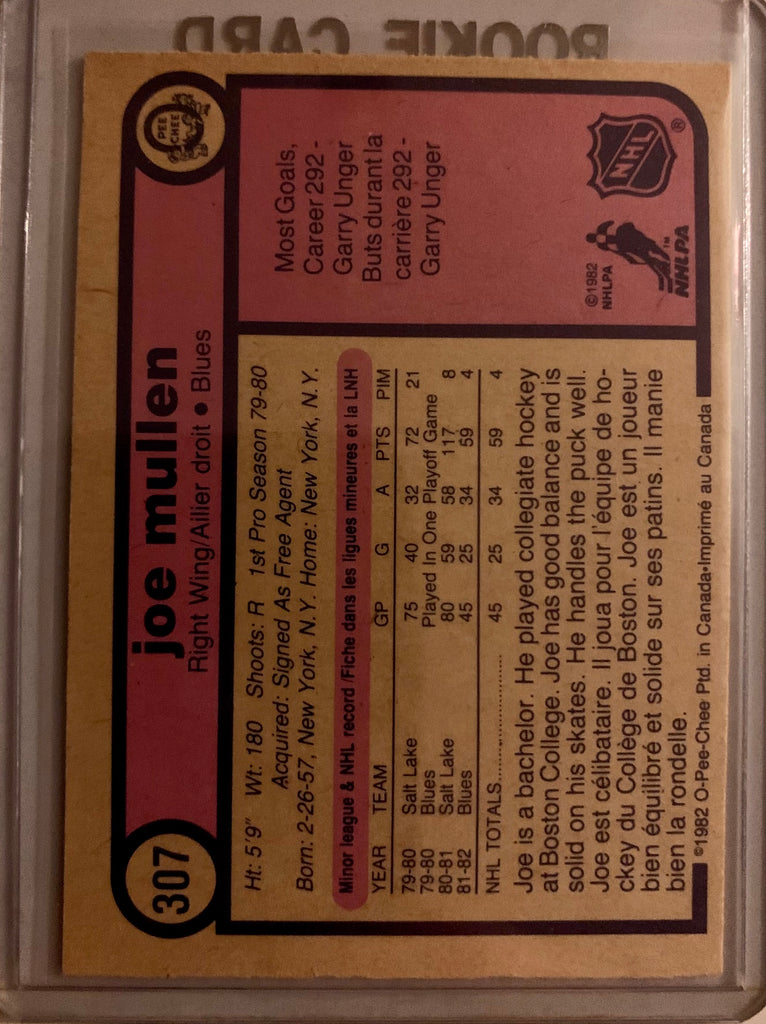 ROOKIE CARD
307
joe mullen
Right Wing/Ailier droit • Blues
O PEE CHEE
Ht: 5'9" Wt: 180 Shoots: R 1st Pro Season 79-80
Acquired: Signed As Free Agent
Born: 2-26-57, New York, N.Y. Home: New York, N.Y.
Minor league & NHL record/Fiche dans les ligues mineures et la LNH
YEAR TEAM GP G A PTS PIM
79-80 Salt Lake 75 40 32 72 21
79-80 Blues Played In One Playoff Game
80-81 Salt Lake 80 59 58 117 8
81-82 Blues 45 25 34 59 4
NHL TOTALS.................... 45 25 34 59 4
Joe is a bachelor. He played collegiate hockey
at Boston College. Joe has good balance and is
solid on his skates. He handles the puck well.
Joe est célibataire. Il joua pour l'équipe de ho-
ckey du Collège de Boston. Joe est un joueur
bien équilibré et solide sur ses patins. Il manie
bien la rondelle.
©1982 O-Pee-Chee Ptd. in Canada•Imprimé au Canada
Most Goals,
Career 292 -
Garry Unger
Buts durant la
carrière 292 -
Garry Unger
©1982
NHLPA
NHLPA™
NHL®